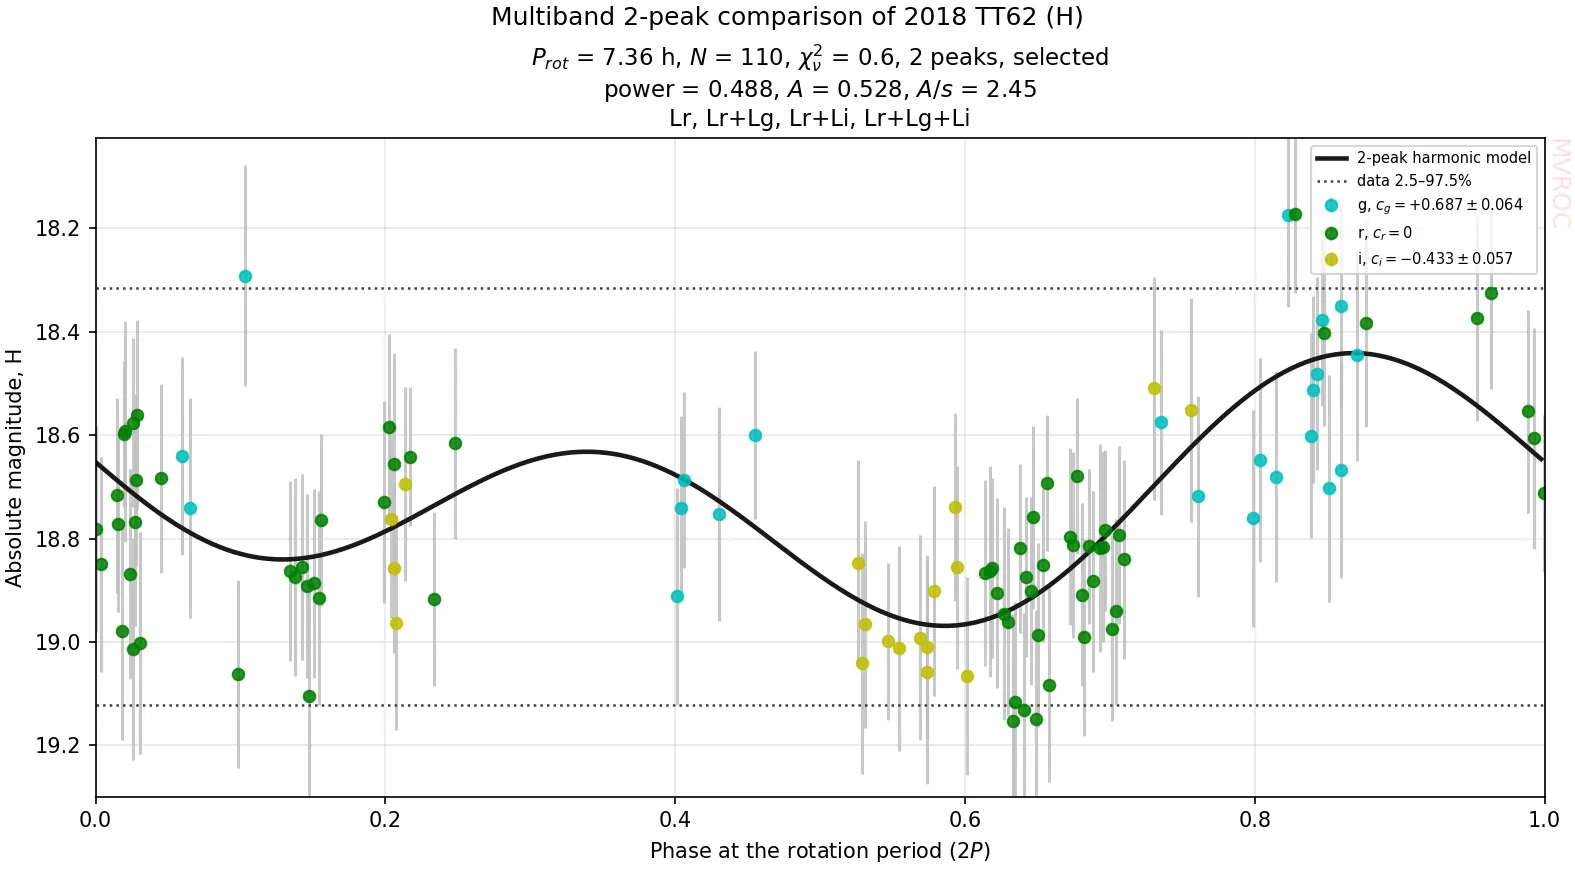 Multiband 2-peak comparison of 2018 TT62 (H)
P_rot = 7.36 h, N = 110, χ²_ν = 0.6, 2 peaks, selected
power = 0.488, A = 0.528, A/s = 2.45
Lr, Lr+Lg, Lr+Li, Lr+Lg+Li
2-peak harmonic model
data 2.5–97.5%
g, c_g = +0.687 ± 0.064
r, c_r = 0
i, c_i = −0.433 ± 0.057
MVROC
Absolute magnitude, H
18.2
18.4
18.6
18.8
19.0
19.2
0.0 0.2 0.4 0.6 0.8 1.0
Phase at the rotation period (2P)